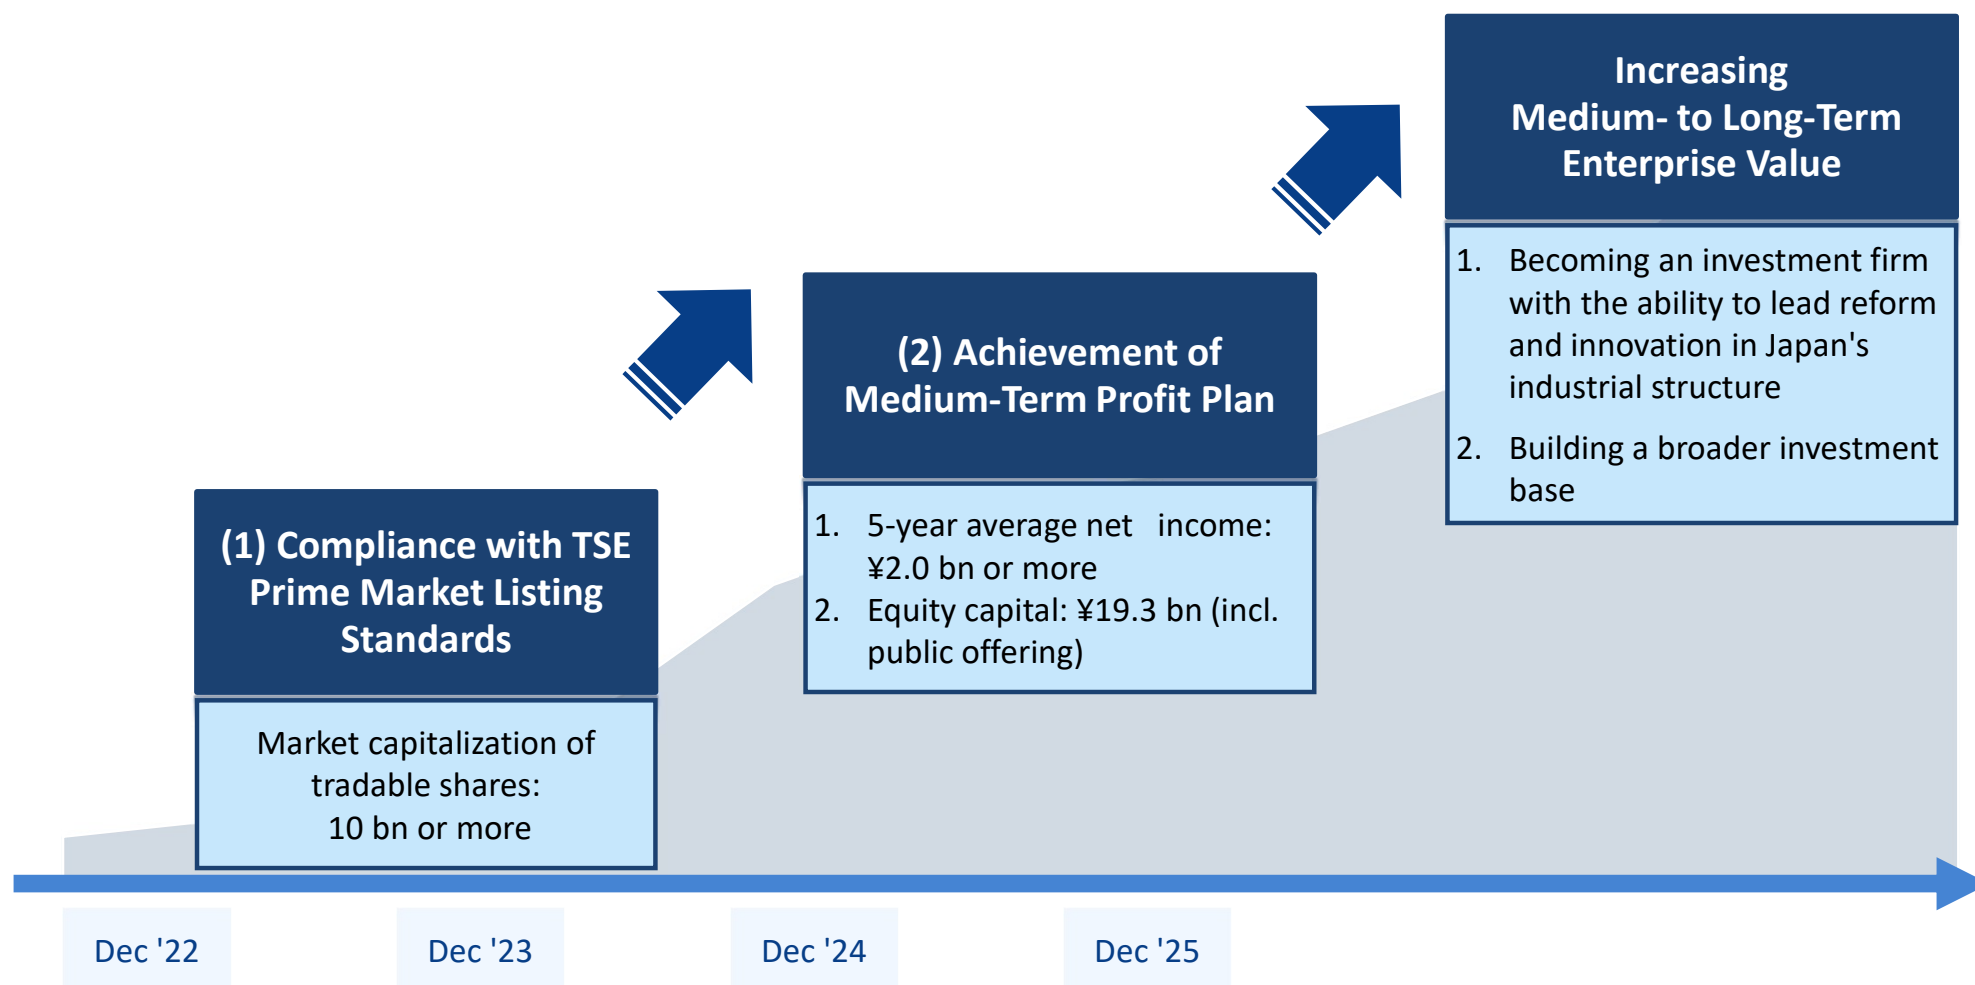 (1) Compliance with TSE
Prime Market Listing
Standards
Market capitalization of
tradable shares:
10 bn or more
(2) Achievement of
Medium-Term Profit Plan
1. 5-year average net income:
¥2.0 bn or more
2. Equity capital: ¥19.3 bn (incl.
public offering)
Increasing
Medium- to Long-Term
Enterprise Value
1. Becoming an investment firm
with the ability to lead reform
and innovation in Japan's
industrial structure
2. Building a broader investment
base
Dec '22
Dec '23
Dec '24
Dec '25